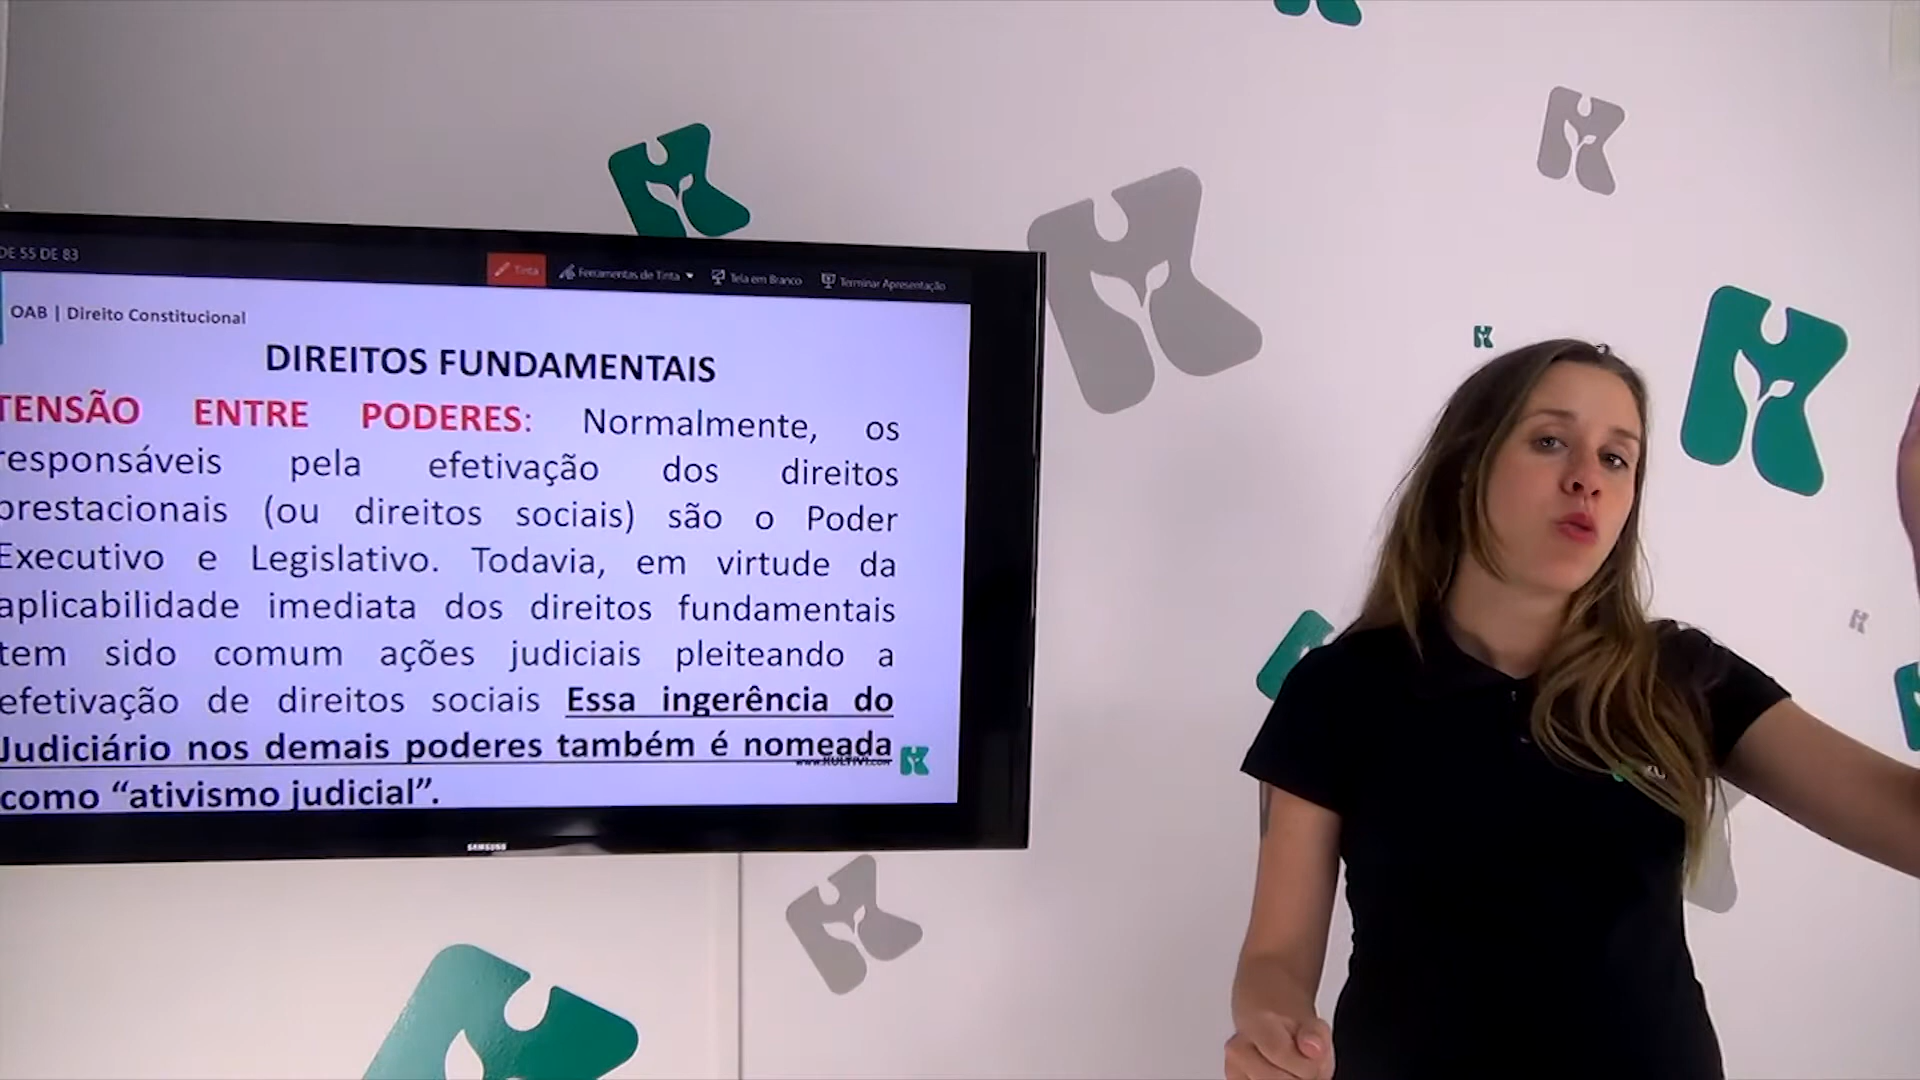 DE 55 DE 83
Tinta Ferramentas de Tinta Tela em Branco Terminar Apresentação
OAB | Direito Constitucional
DIREITOS FUNDAMENTAIS
TENSÃO ENTRE PODERES: Normalmente, os
responsáveis pela efetivação dos direitos
prestacionais (ou direitos sociais) são o Poder
Executivo e Legislativo. Todavia, em virtude da
aplicabilidade imediata dos direitos fundamentais
tem sido comum ações judiciais pleiteando a
efetivação de direitos sociais Essa ingerência do
Judiciário nos demais poderes também é nomeada
www.KULTIVI.com
como “ativismo judicial”.
SAMSUNG